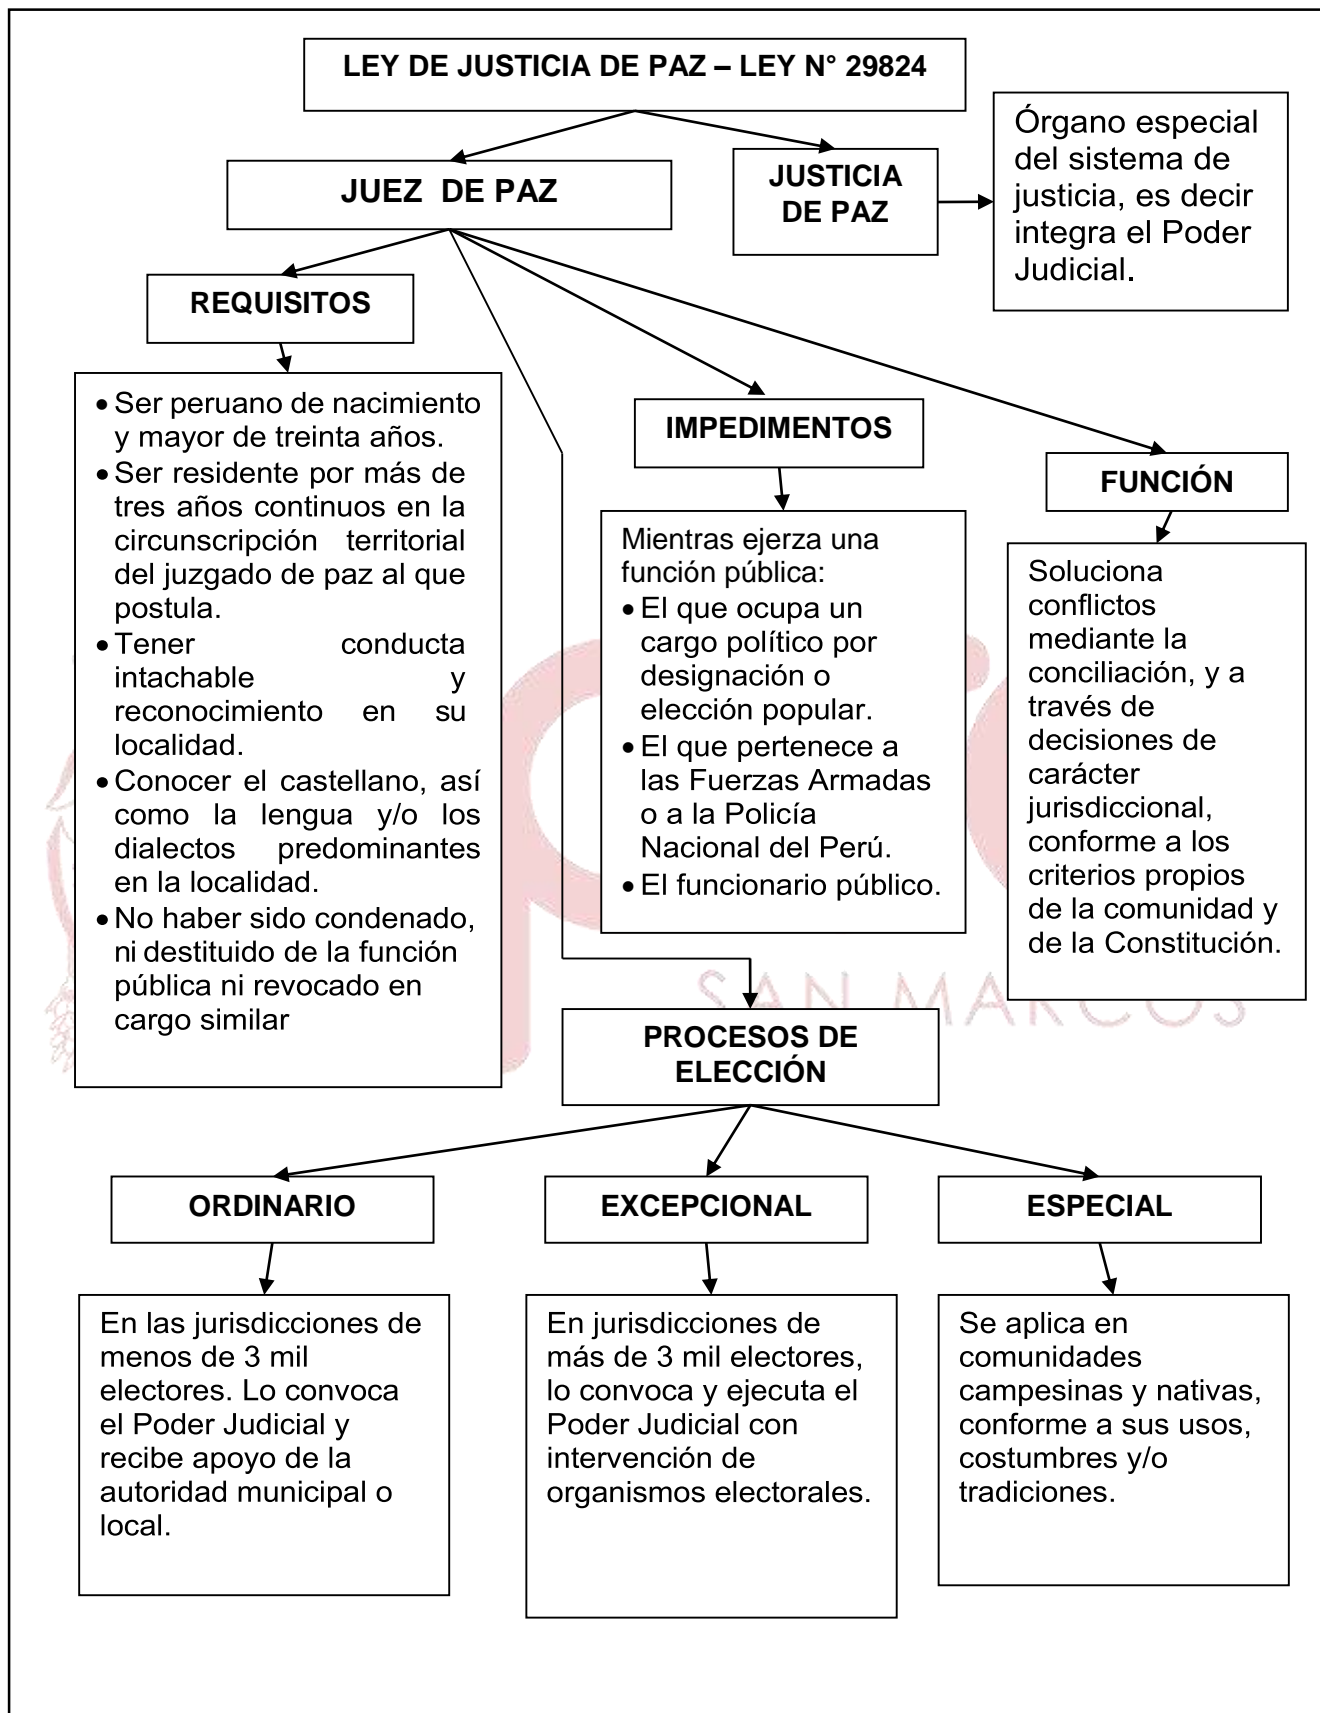 LEY DE JUSTICIA DE PAZ – LEY N° 29824
JUEZ DE PAZ
JUSTICIA
DE PAZ
Órgano especial
del sistema de
justicia, es decir
integra el Poder
Judicial.
REQUISITOS
• Ser peruano de nacimiento
y mayor de treinta años.
• Ser residente por más de
tres años continuos en la
circunscripción territorial
del juzgado de paz al que
postula.
• Tener conducta
intachable y
reconocimiento en su
localidad.
• Conocer el castellano, así
como la lengua y/o los
dialectos predominantes
en la localidad.
• No haber sido condenado,
ni destituido de la función
pública ni revocado en
cargo similar
IMPEDIMENTOS
Mientras ejerza una
función pública:
• El que ocupa un
cargo político por
designación o
elección popular.
• El que pertenece a
las Fuerzas Armadas
o a la Policía
Nacional del Perú.
• El funcionario público.
FUNCIÓN
Soluciona
conflictos
mediante la
conciliación, y a
través de
decisiones de
carácter
jurisdiccional,
conforme a los
criterios propios
de la comunidad y
de la Constitución.
SAN MARCOS
PROCESOS DE
ELECCIÓN
ORDINARIO
En las jurisdicciones de
menos de 3 mil
electores. Lo convoca
el Poder Judicial y
recibe apoyo de la
autoridad municipal o
local.
EXCEPCIONAL
En jurisdicciones de
más de 3 mil electores,
lo convoca y ejecuta el
Poder Judicial con
intervención de
organismos electorales.
ESPECIAL
Se aplica en
comunidades
campesinas y nativas,
conforme a sus usos,
costumbres y/o
tradiciones.